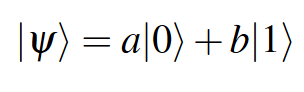 |ψ⟩ = a|0⟩ + b|1⟩